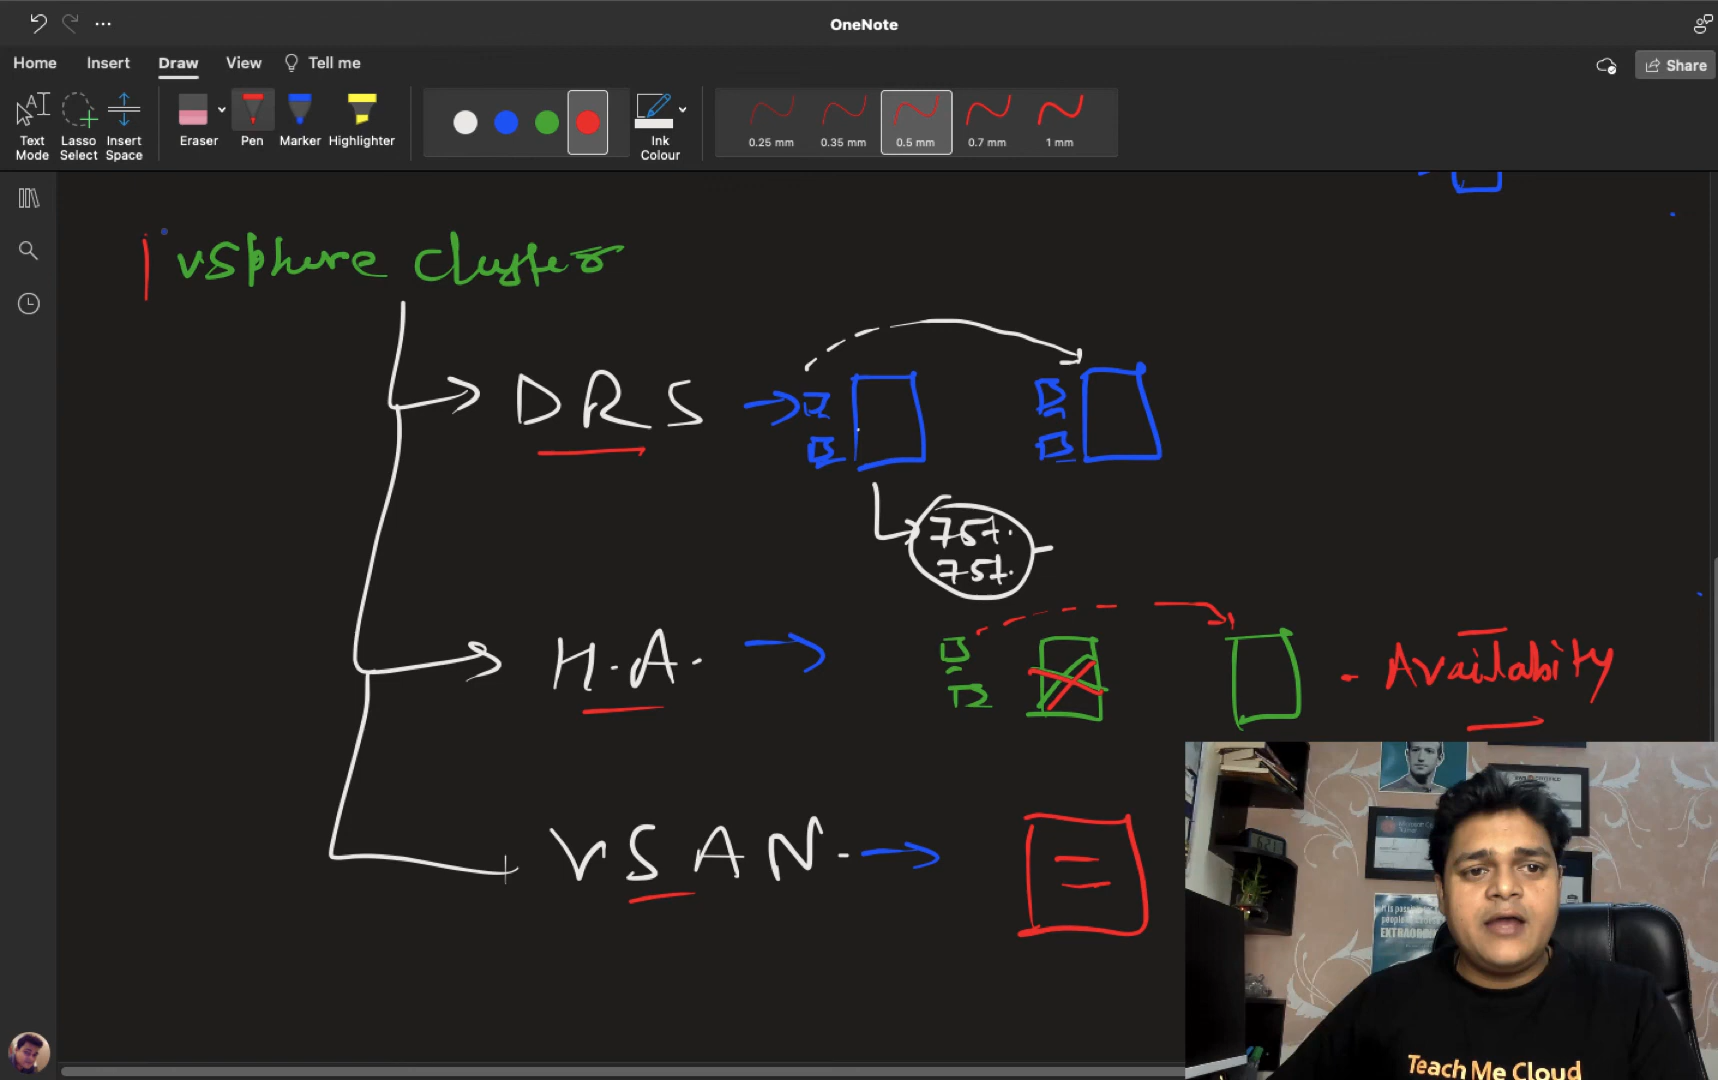 OneNote
Home Insert Draw View Tell me
Share
Text Mode
Lasso Select
Insert Space
Eraser
Pen
Marker
Highlighter
Ink Colour
0.25 mm
0.35 mm
0.5 mm
0.7 mm
1 mm
vSphere Cluster
DRS
75%.
75%.
H.A.
Availability
VSAN
EXTRAOR
Teach Me Cloud